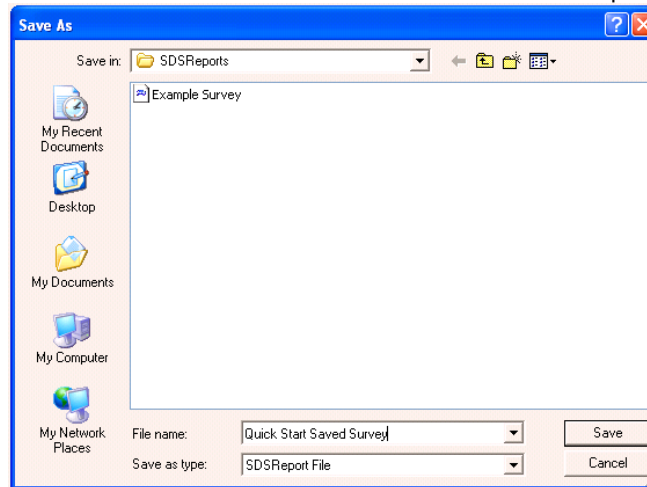 Save As
Save in:
SDSReports
Example Survey
My Recent
Documents
Desktop
My Documents
My Computer
My Network
Places
File name:
Quick Start Saved Survey
Save
Save as type:
SDSReport File
Cancel